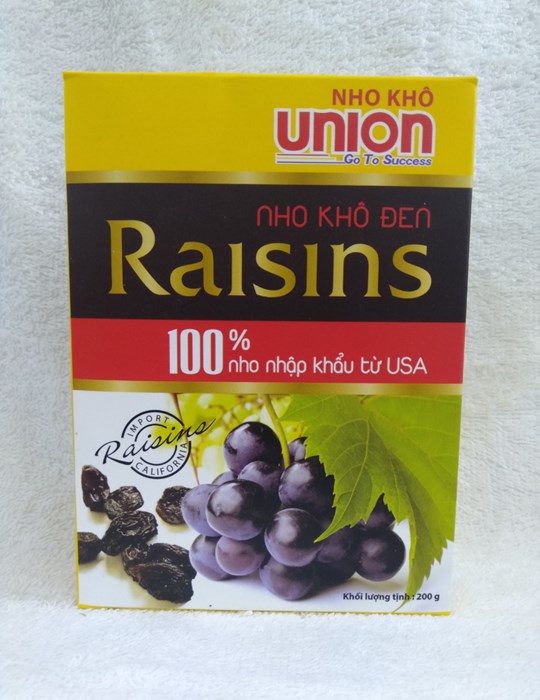 NHO KHÔ
UNION
Go To Success
NHO KHÔ ĐEN
RAISINS
100%
nho nhập khẩu từ USA
IMPORT
Raisins
CALIFORNIA
Khối lượng tịnh : 200 g